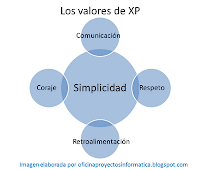 Los valores de XP
Comunicación
Coraje
Simplicidad
Respeto
Retroalimentación
Imagen elaborada por oficinaproyectosinformatica.blogspot.com